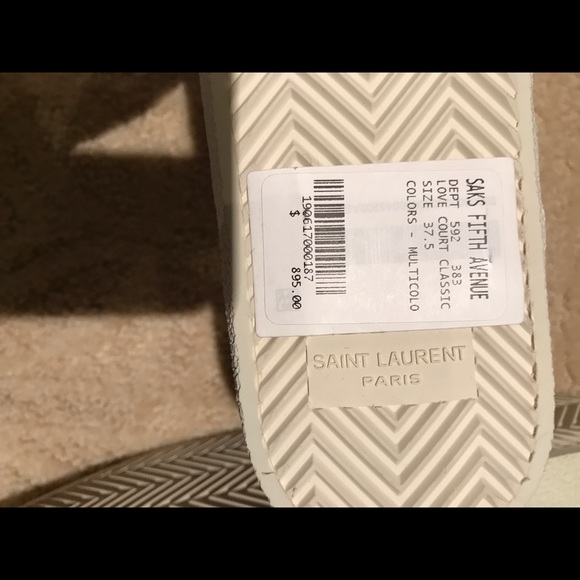 SAKS FIFTH AVENUE
DEPT 592 383
LOVE COURT CLASSIC
SIZE 37.5
COLORS - MULTICOLO
190617000187
$ 895.00
SAINT LAURENT
PARIS